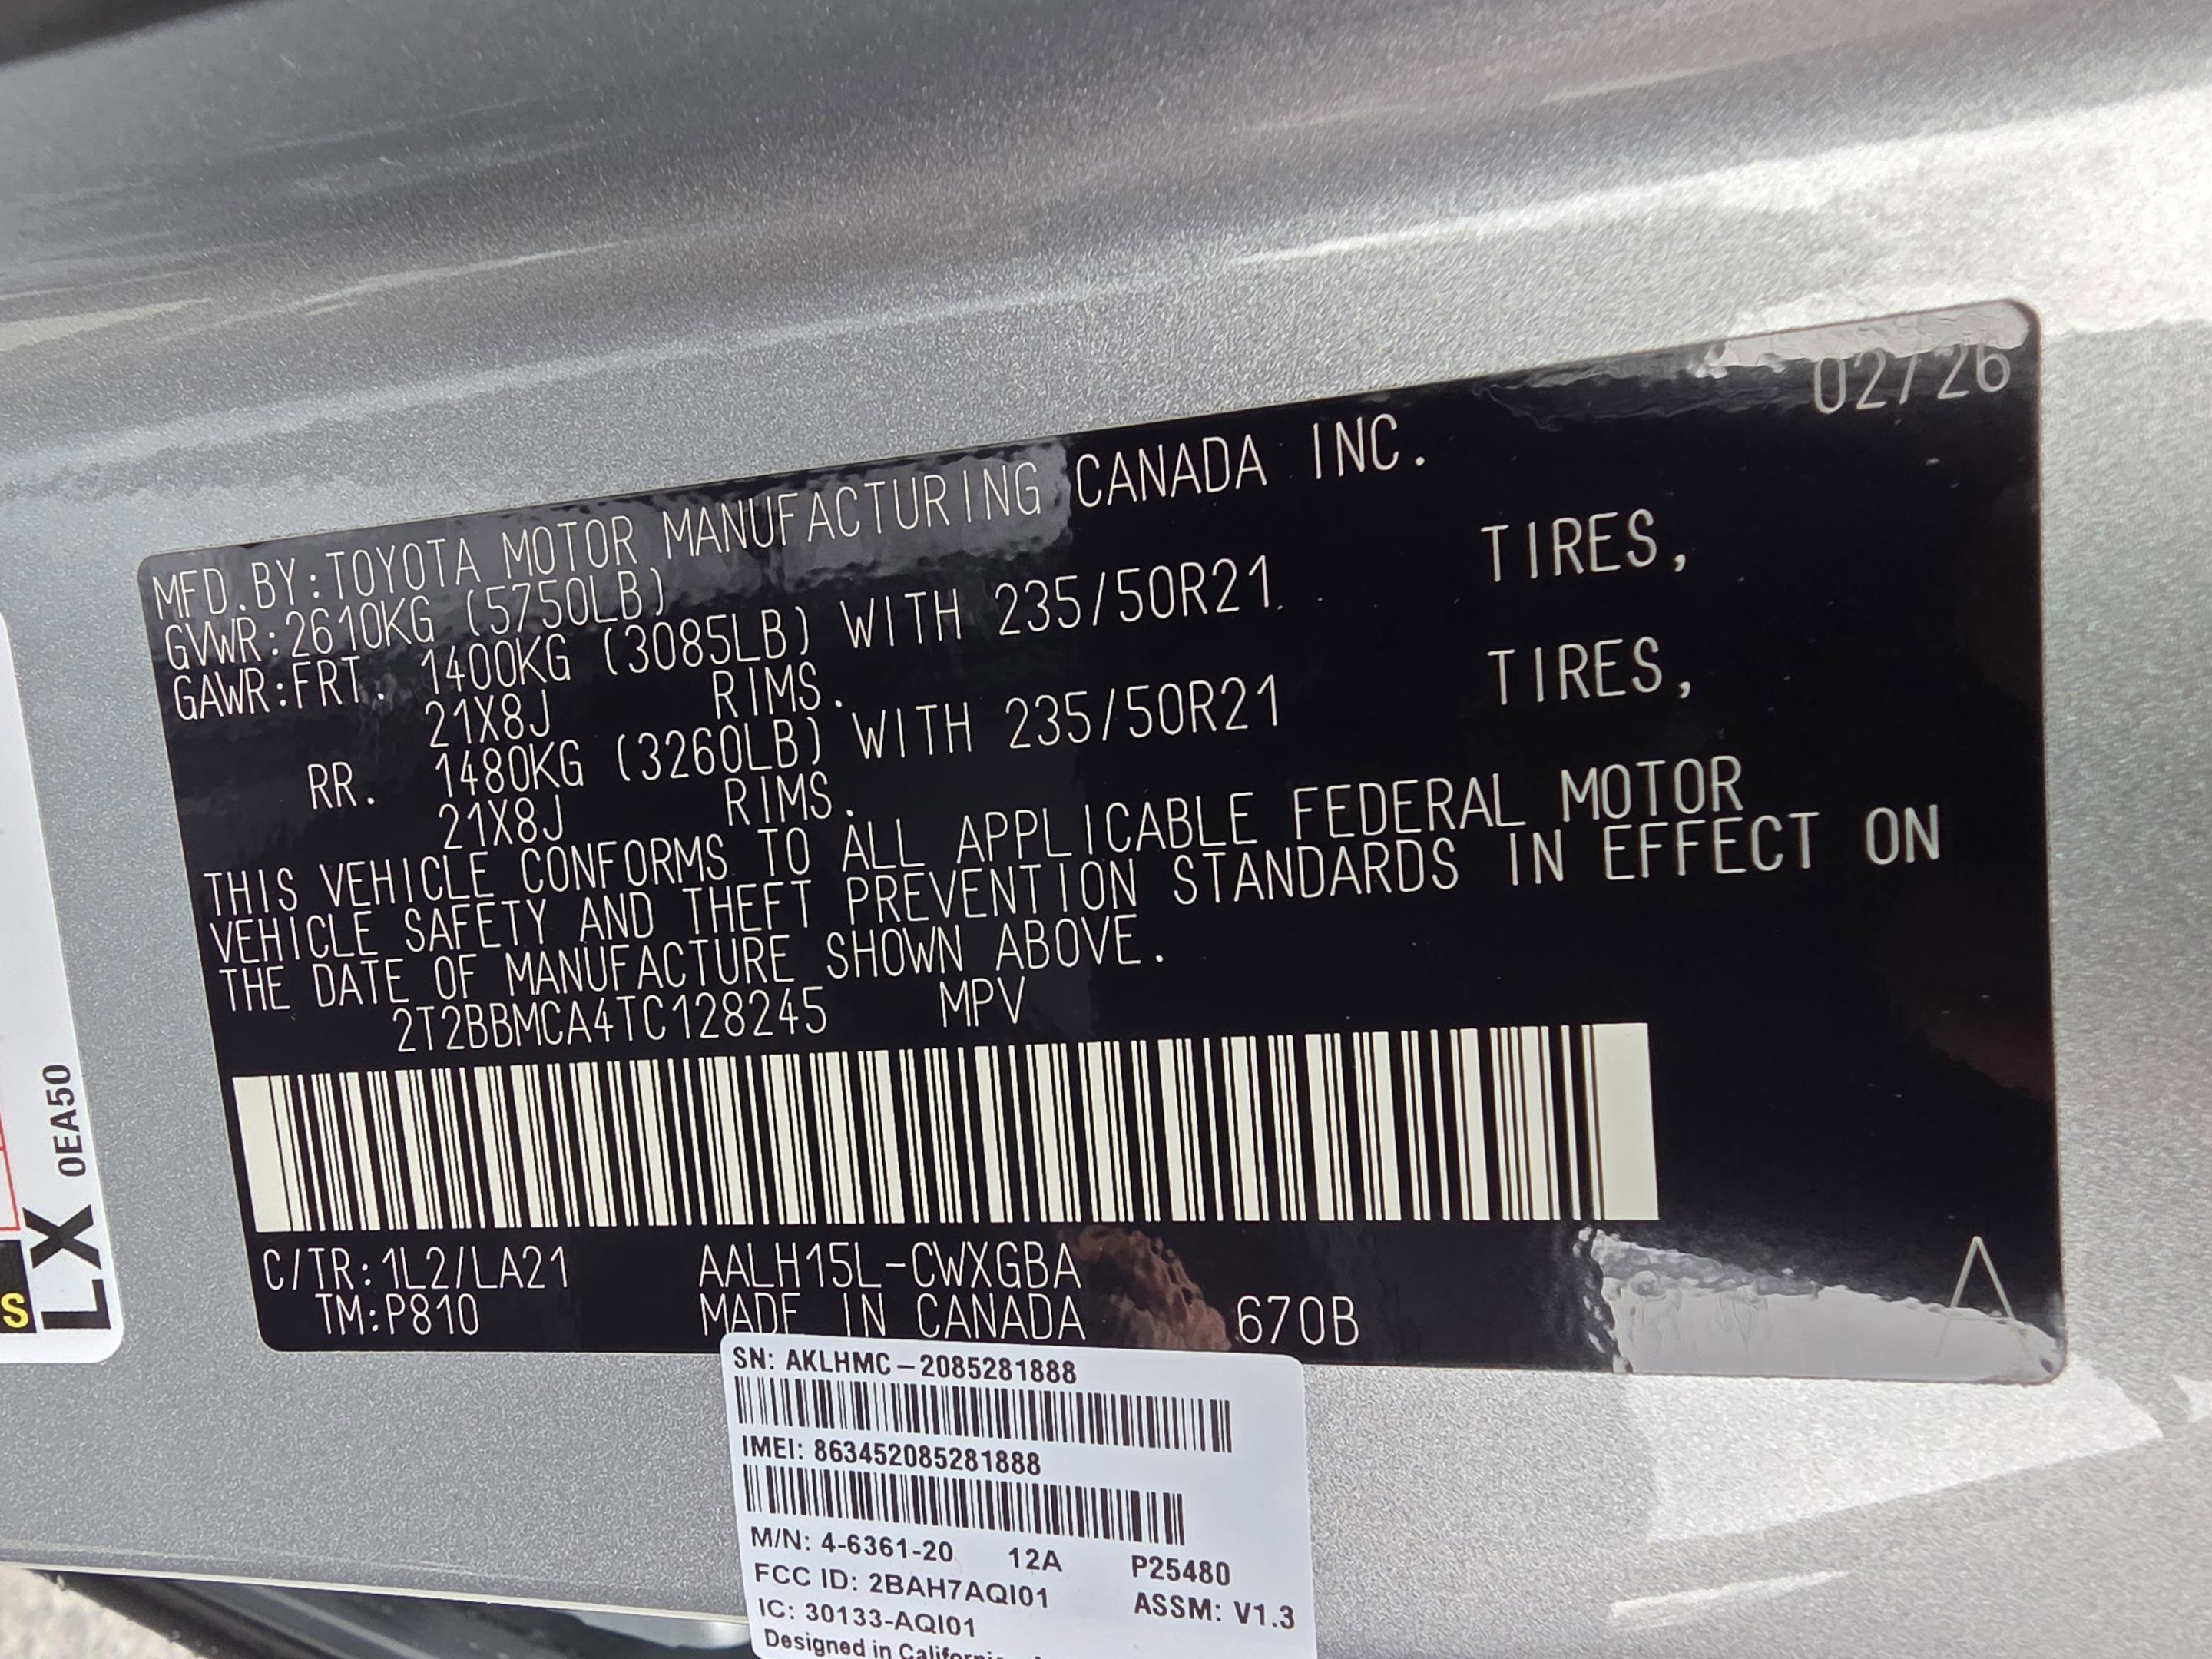 02/26
MFD.BY:TOYOTA MOTOR MANUFACTURING CANADA INC.
GVWR:2610KG (5750LB)
GAWR:FRT. 1400KG (3085LB) WITH 235/50R21 TIRES,
21X8J RIMS.
RR. 1480KG (3260LB) WITH 235/50R21 TIRES,
21X8J RIMS.
THIS VEHICLE CONFORMS TO ALL APPLICABLE FEDERAL MOTOR
VEHICLE SAFETY AND THEFT PREVENTION STANDARDS IN EFFECT ON
THE DATE OF MANUFACTURE SHOWN ABOVE.
2T2BBMCA4TC128245 MPV
C/TR:1L2/LA21 AALH15L-CWXGBA
TM:P810 MADE IN CANADA 670B
LX 0EA50
S
SN: AKLHMC-2085281888
IMEI: 863452085281888
M/N: 4-6361-20 12A P25480
FCC ID: 2BAH7AQI01 ASSM: V1.3
IC: 30133-AQI01
Designed in